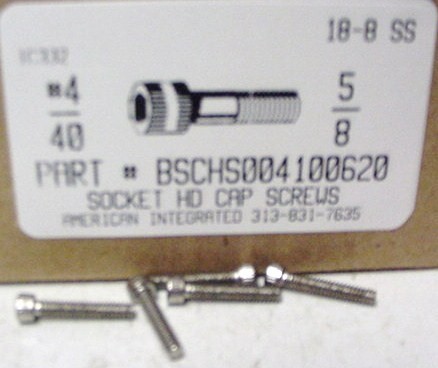 18-8 SS
#4
40
5
8
PART # BSCHS004100620
SOCKET HD CAP SCREWS
AMERICAN INTEGRATED 313-831-7635